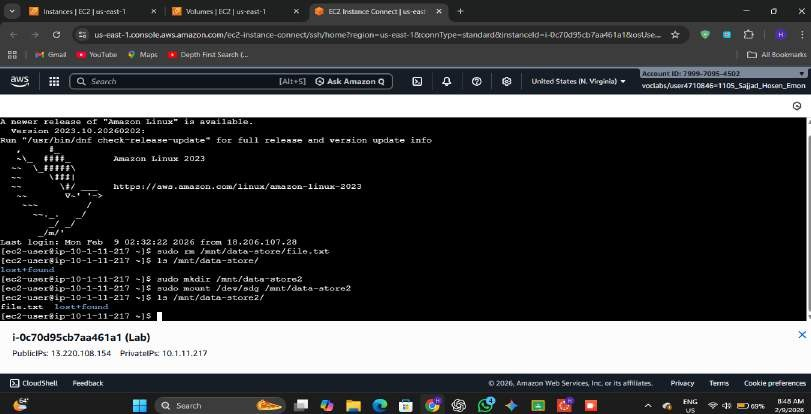 Instances | EC2 | us-east-1
Volumes | EC2 | us-east-1
EC2 Instance Connect | us-east
us-east-1.console.aws.amazon.com/ec2-instance-connect/ssh/home?region=us-east-1&connType=standard&instanceId=i-0c70d95cb7aa461a1&osUse...
Gmail
YouTube
Maps
Depth First Search (...
All Bookmarks
aws
Search
[Alt+S]
Ask Amazon Q
United States (N. Virginia)
Account ID: 7999-7095-4502
voclabs/user4710846=1105_Sajjad_Hosen_Emon
A newer release of "Amazon Linux" is available.
Version 2023.10.20260202:
Run "/usr/bin/dnf check-release-update" for full release and version update info
Amazon Linux 2023
https://aws.amazon.com/linux/amazon-linux-2023
Last login: Mon Feb  9 02:32:22 2026 from 18.206.107.28
[ec2-user@ip-10-1-11-217 ~]$ sudo rm /mnt/data-store/file.txt
[ec2-user@ip-10-1-11-217 ~]$ ls /mnt/data-store/
lost+found
[ec2-user@ip-10-1-11-217 ~]$ sudo mkdir /mnt/data-store2
[ec2-user@ip-10-1-11-217 ~]$ sudo mount /dev/sdg /mnt/data-store2
[ec2-user@ip-10-1-11-217 ~]$ ls /mnt/data-store2/
file.txt  lost+found
[ec2-user@ip-10-1-11-217 ~]$
i-0c70d95cb7aa461a1 (Lab)
PublicIPs: 13.220.108.154 PrivateIPs: 10.1.11.217
CloudShell
Feedback
© 2026, Amazon Web Services, Inc. or its affiliates.
Privacy
Terms
Cookie preferences
64°
Search
ENG
US
69%
8:48 AM